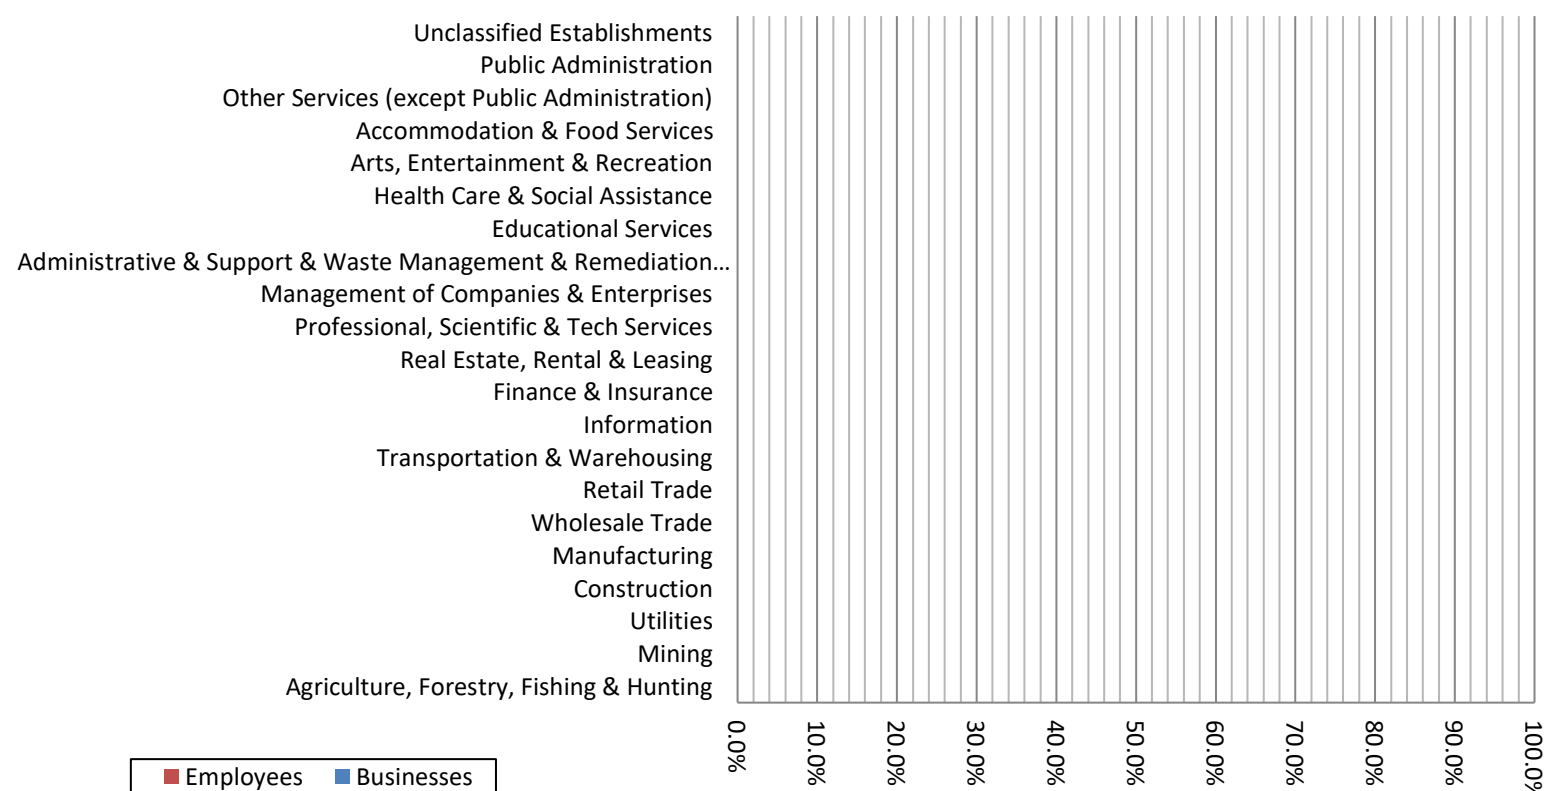 Unclassified Establishments
Public Administration
Other Services (except Public Administration)
Accommodation & Food Services
Arts, Entertainment & Recreation
Health Care & Social Assistance
Educational Services
Administrative & Support & Waste Management & Remediation…
Management of Companies & Enterprises
Professional, Scientific & Tech Services
Real Estate, Rental & Leasing
Finance & Insurance
Information
Transportation & Warehousing
Retail Trade
Wholesale Trade
Manufacturing
Construction
Utilities
Mining
Agriculture, Forestry, Fishing & Hunting
0.0%
10.0%
20.0%
30.0%
40.0%
50.0%
60.0%
70.0%
80.0%
90.0%
100.0%
Employees Businesses